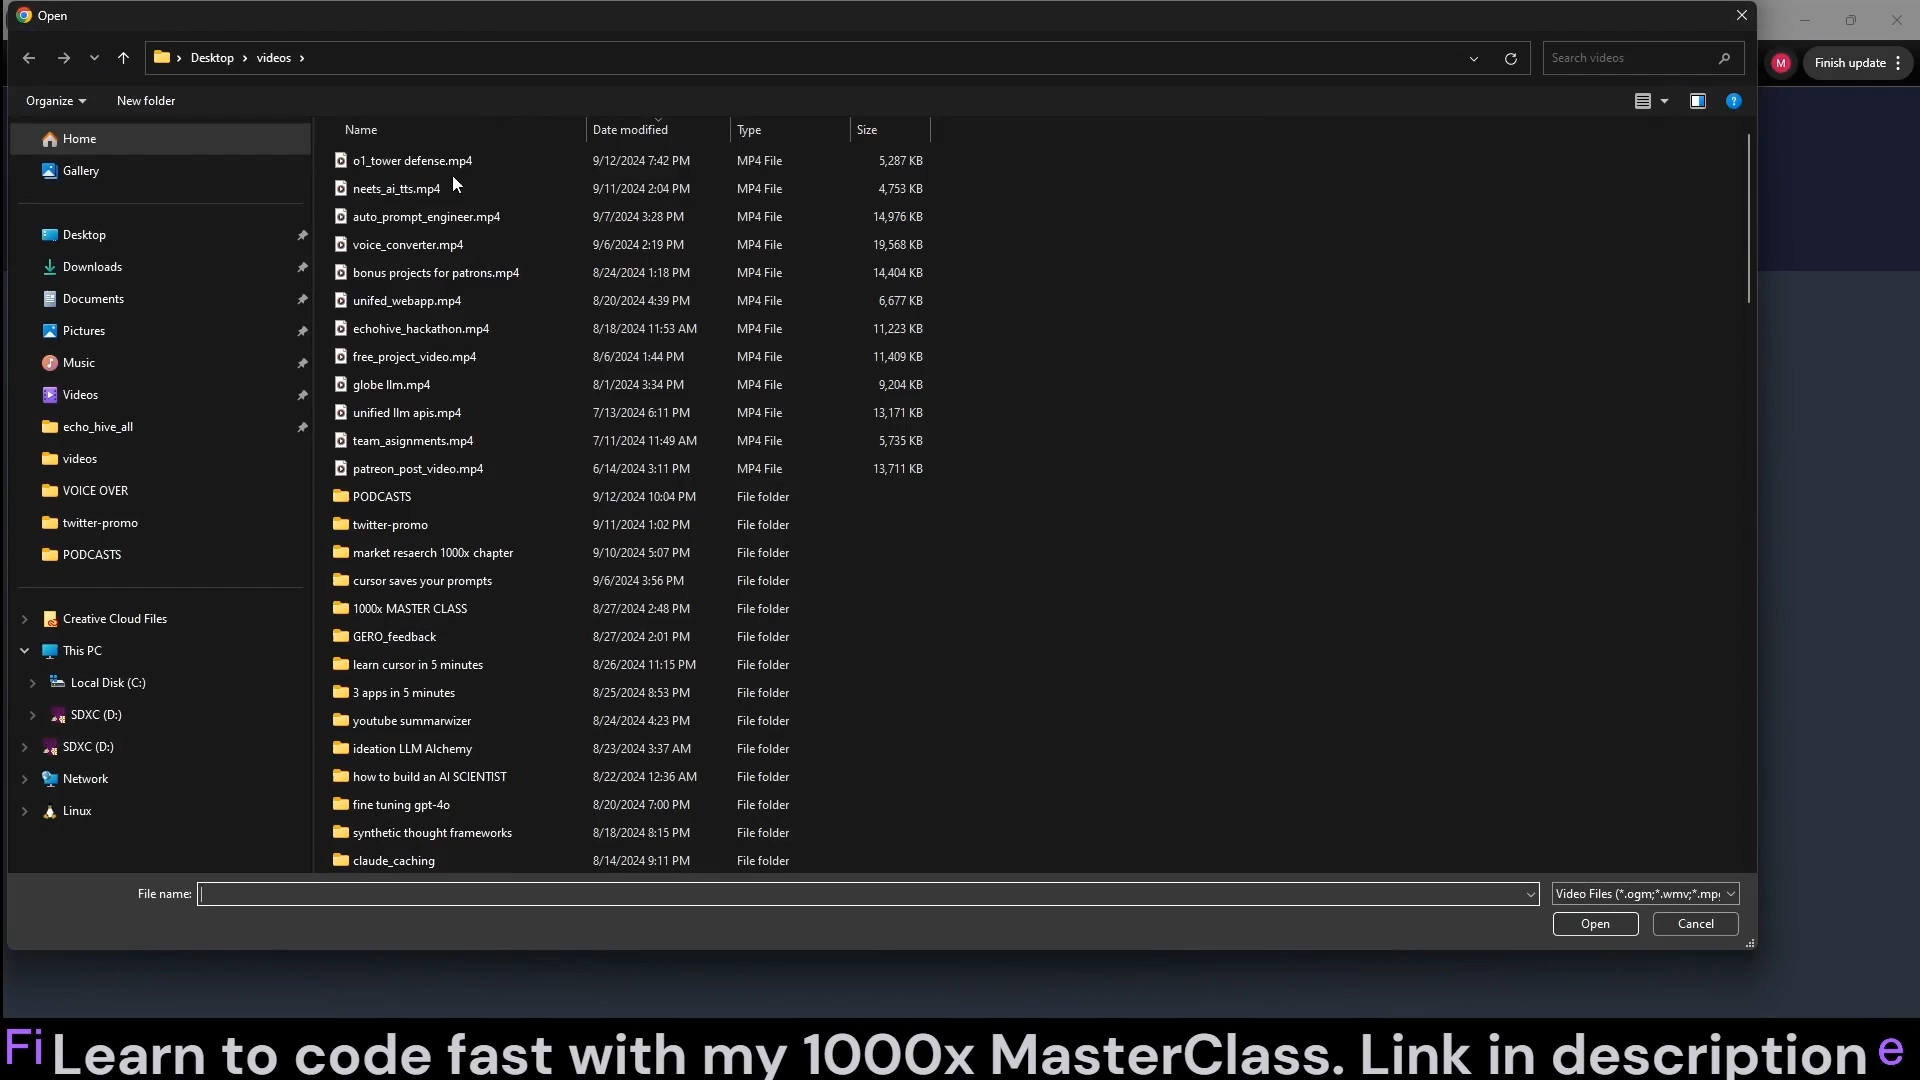 Open
Desktop
videos
Search videos
M
Finish update
Organize
New folder
?
Home
Gallery
Desktop
Downloads
Documents
Pictures
Music
Videos
echo_hive_all
videos
VOICE OVER
twitter-promo
PODCASTS
Creative Cloud Files
This PC
Local Disk (C:)
SDXC (D:)
SDXC (D:)
Network
Linux
Name Date modified Type Size
o1_tower defense.mp4 9/12/2024 7:42 PM MP4 File 5,287 KB
neets_ai_tts.mp4 9/11/2024 2:04 PM MP4 File 4,753 KB
auto_prompt_engineer.mp4 9/7/2024 3:28 PM MP4 File 14,976 KB
voice_converter.mp4 9/6/2024 2:19 PM MP4 File 19,568 KB
bonus projects for patrons.mp4 8/24/2024 1:18 PM MP4 File 14,404 KB
unifed_webapp.mp4 8/20/2024 4:39 PM MP4 File 6,677 KB
echohive_hackathon.mp4 8/18/2024 11:53 AM MP4 File 11,223 KB
free_project_video.mp4 8/6/2024 1:44 PM MP4 File 11,409 KB
globe llm.mp4 8/1/2024 3:34 PM MP4 File 9,204 KB
unified llm apis.mp4 7/13/2024 6:11 PM MP4 File 13,171 KB
team_asignments.mp4 7/11/2024 11:49 AM MP4 File 5,735 KB
patreon_post_video.mp4 6/14/2024 3:11 PM MP4 File 13,711 KB
PODCASTS 9/12/2024 10:04 PM File folder
twitter-promo 9/11/2024 1:02 PM File folder
market resaerch 1000x chapter 9/10/2024 5:07 PM File folder
cursor saves your prompts 9/6/2024 3:56 PM File folder
1000x MASTER CLASS 8/27/2024 2:48 PM File folder
GERO_feedback 8/27/2024 2:01 PM File folder
learn cursor in 5 minutes 8/26/2024 11:15 PM File folder
3 apps in 5 minutes 8/25/2024 8:53 PM File folder
youtube summarwizer 8/24/2024 4:23 PM File folder
ideation LLM Alchemy 8/23/2024 3:37 AM File folder
how to build an AI SCIENTIST 8/22/2024 12:36 AM File folder
fine tuning gpt-4o 8/20/2024 7:00 PM File folder
synthetic thought frameworks 8/18/2024 8:15 PM File folder
claude_caching 8/14/2024 9:11 PM File folder
File name:
Video Files (*.ogm;*.wmv;*.mpg
Open Cancel
Fi Learn to code fast with my 1000x MasterClass. Link in description e